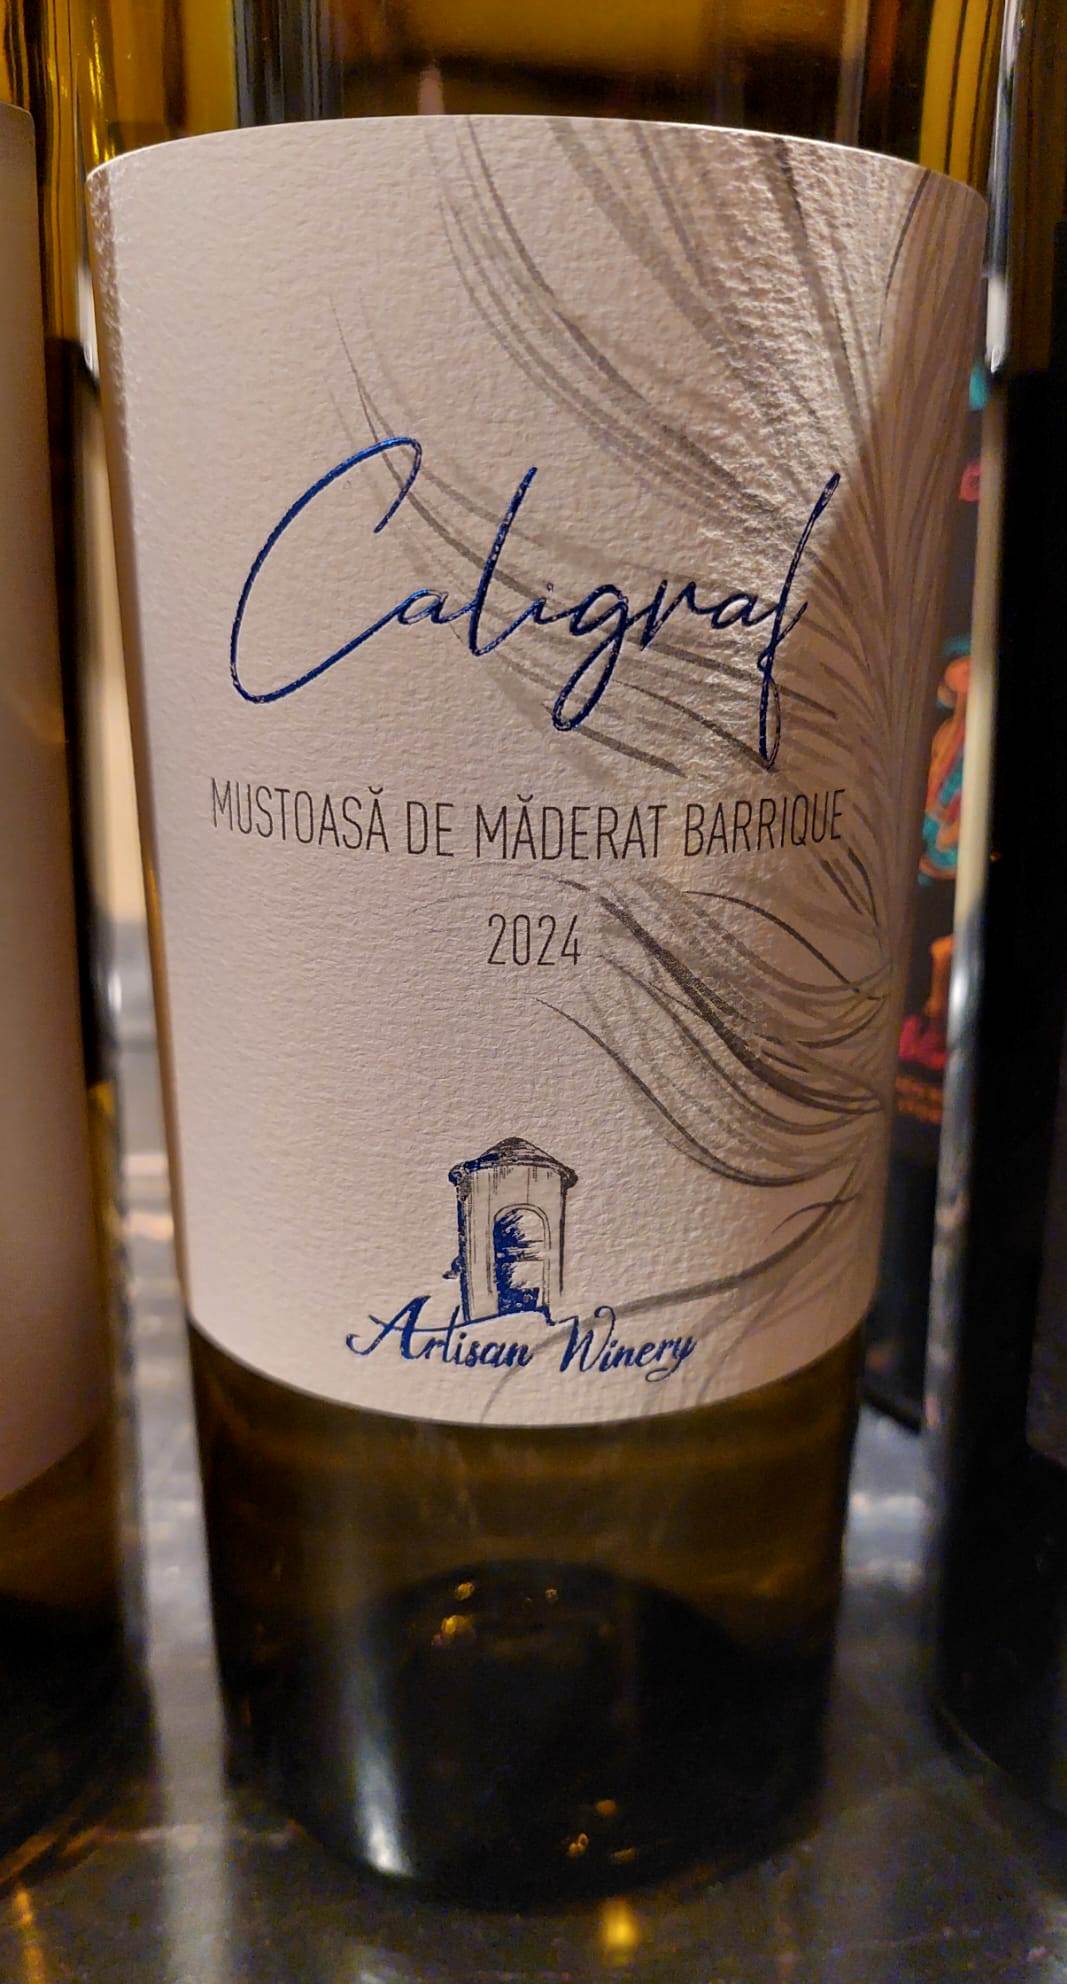 Caligraf
MUSTOASĂ DE MĂDERAT BARRIQUE
2024
Artisan Winery